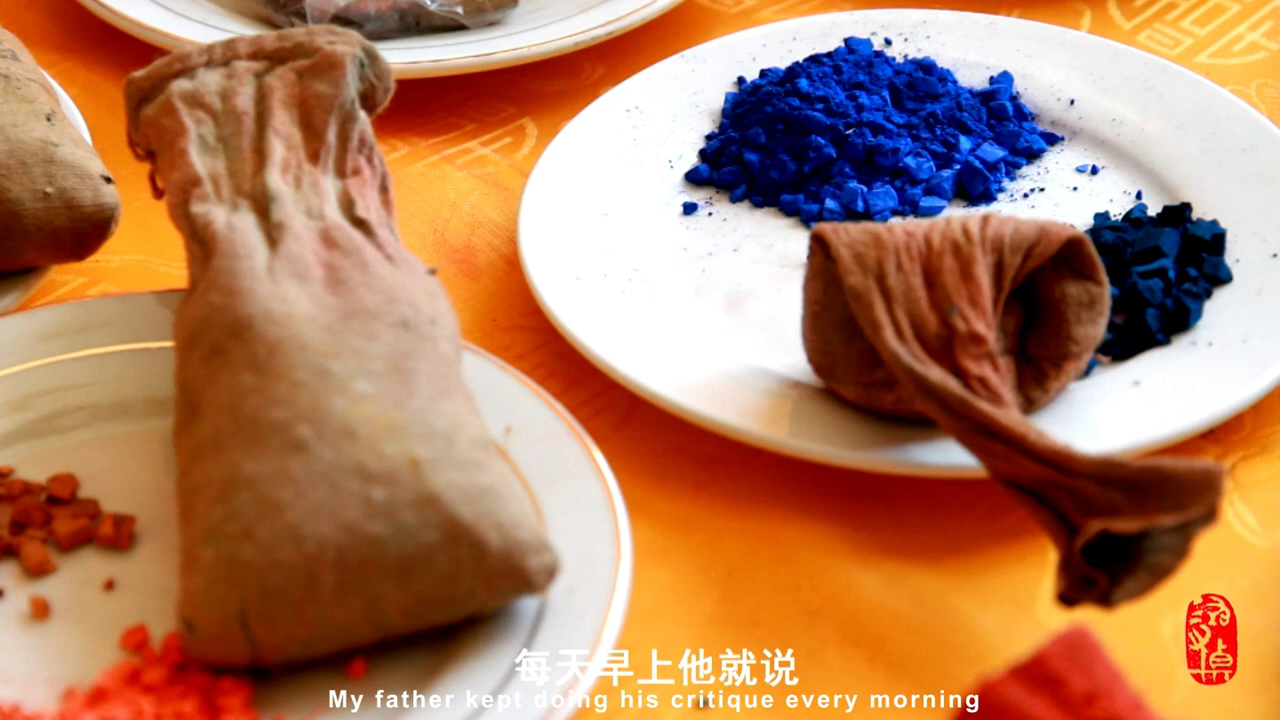 每天早上他就说
My father kept doing his critique every morning